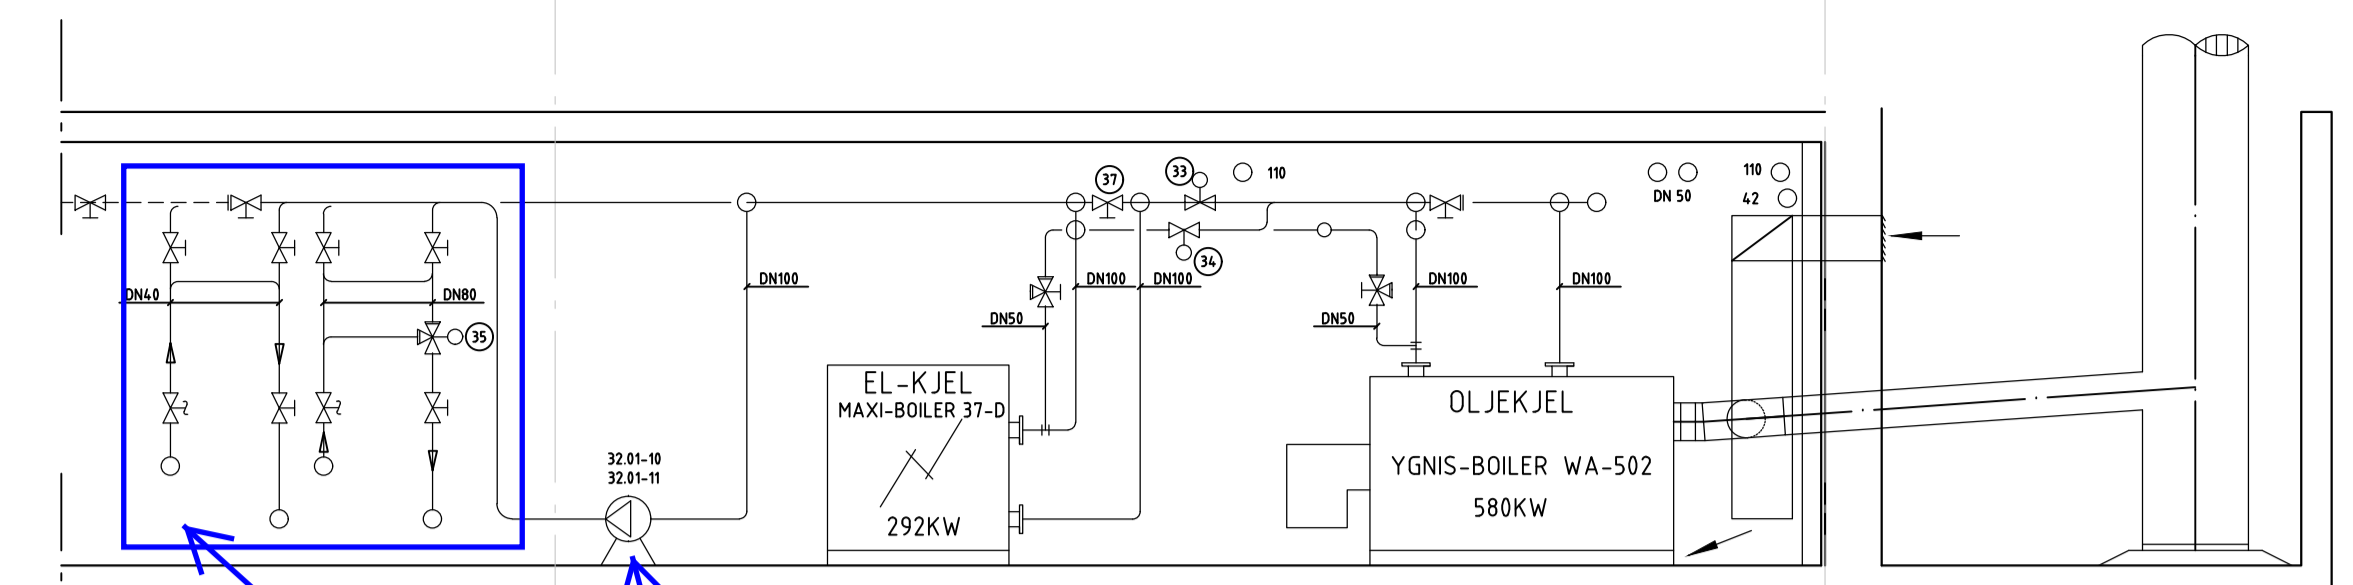 33
37
110
110
42
DN 50
34
DN40
DN80
DN100
DN100
DN100
DN100
DN100
DN50
DN50
35
EL-KJEL
MAXI-BOILER 37-D
292KW
OLJEKJEL
YGNIS-BOILER WA-502
580KW
32.01-10
32.01-11